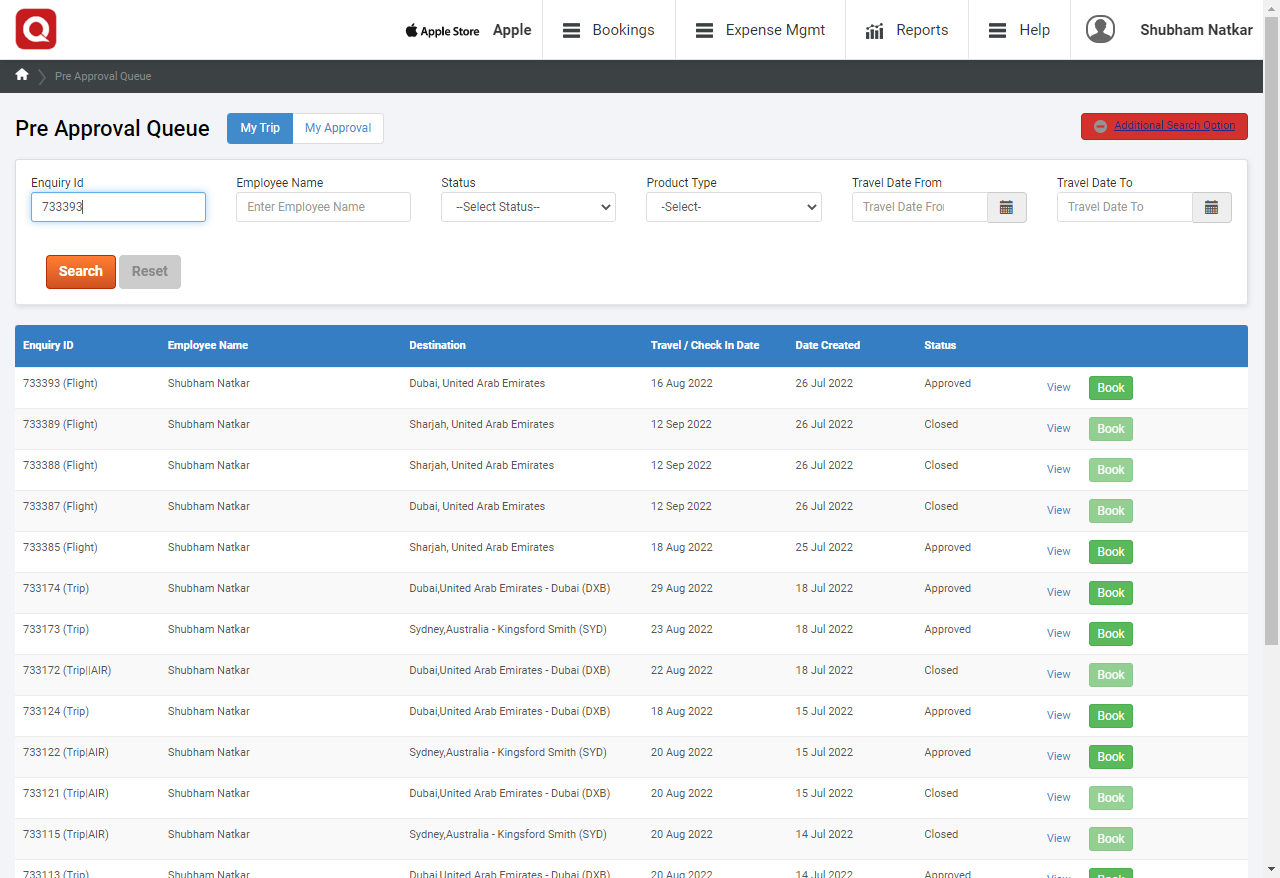 Apple Store Apple Bookings Expense Mgmt Reports Help Shubham Natkar
Pre Approval Queue
Pre Approval Queue My Trip My Approval Additional Search Option
Enquiry Id Employee Name Status Product Type Travel Date From Travel Date To
733393 Enter Employee Name --Select Status-- -Select- Travel Date Fro Travel Date To
Search Reset
Enquiry ID Employee Name Destination Travel / Check In Date Date Created Status
733393 (Flight) Shubham Natkar Dubai, United Arab Emirates 16 Aug 2022 26 Jul 2022 Approved View Book
733389 (Flight) Shubham Natkar Sharjah, United Arab Emirates 12 Sep 2022 26 Jul 2022 Closed View Book
733388 (Flight) Shubham Natkar Sharjah, United Arab Emirates 12 Sep 2022 26 Jul 2022 Closed View Book
733387 (Flight) Shubham Natkar Dubai, United Arab Emirates 12 Sep 2022 26 Jul 2022 Closed View Book
733385 (Flight) Shubham Natkar Sharjah, United Arab Emirates 18 Aug 2022 25 Jul 2022 Approved View Book
733174 (Trip) Shubham Natkar Dubai,United Arab Emirates - Dubai (DXB) 29 Aug 2022 18 Jul 2022 Approved View Book
733173 (Trip) Shubham Natkar Sydney,Australia - Kingsford Smith (SYD) 23 Aug 2022 18 Jul 2022 Approved View Book
733172 (Trip||AIR) Shubham Natkar Dubai,United Arab Emirates - Dubai (DXB) 22 Aug 2022 18 Jul 2022 Closed View Book
733124 (Trip) Shubham Natkar Dubai,United Arab Emirates - Dubai (DXB) 18 Aug 2022 15 Jul 2022 Approved View Book
733122 (Trip|AIR) Shubham Natkar Sydney,Australia - Kingsford Smith (SYD) 20 Aug 2022 15 Jul 2022 Approved View Book
733121 (Trip|AIR) Shubham Natkar Dubai,United Arab Emirates - Dubai (DXB) 20 Aug 2022 15 Jul 2022 Closed View Book
733115 (Trip|AIR) Shubham Natkar Sydney,Australia - Kingsford Smith (SYD) 20 Aug 2022 14 Jul 2022 Closed View Book
733113 (Trip) Shubham Natkar Dubai,United Arab Emirates - Dubai (DXB) 20 Aug 2022 14 Jul 2022 Approved View Book